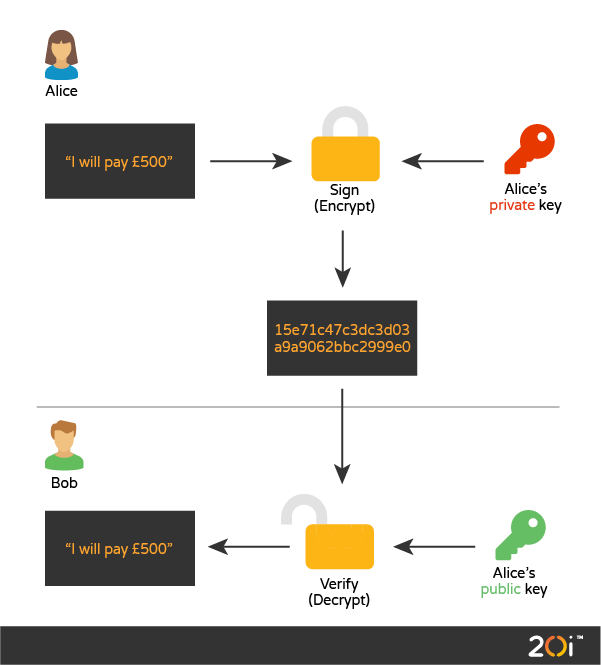 Alice
“I will pay £500”
Sign
(Encrypt)
Alice's
private key
15e71c47c3dc3d03
a9a9062bbc2999e0
Bob
“I will pay £500”
Verify
(Decrypt)
Alice's
public key
20i™